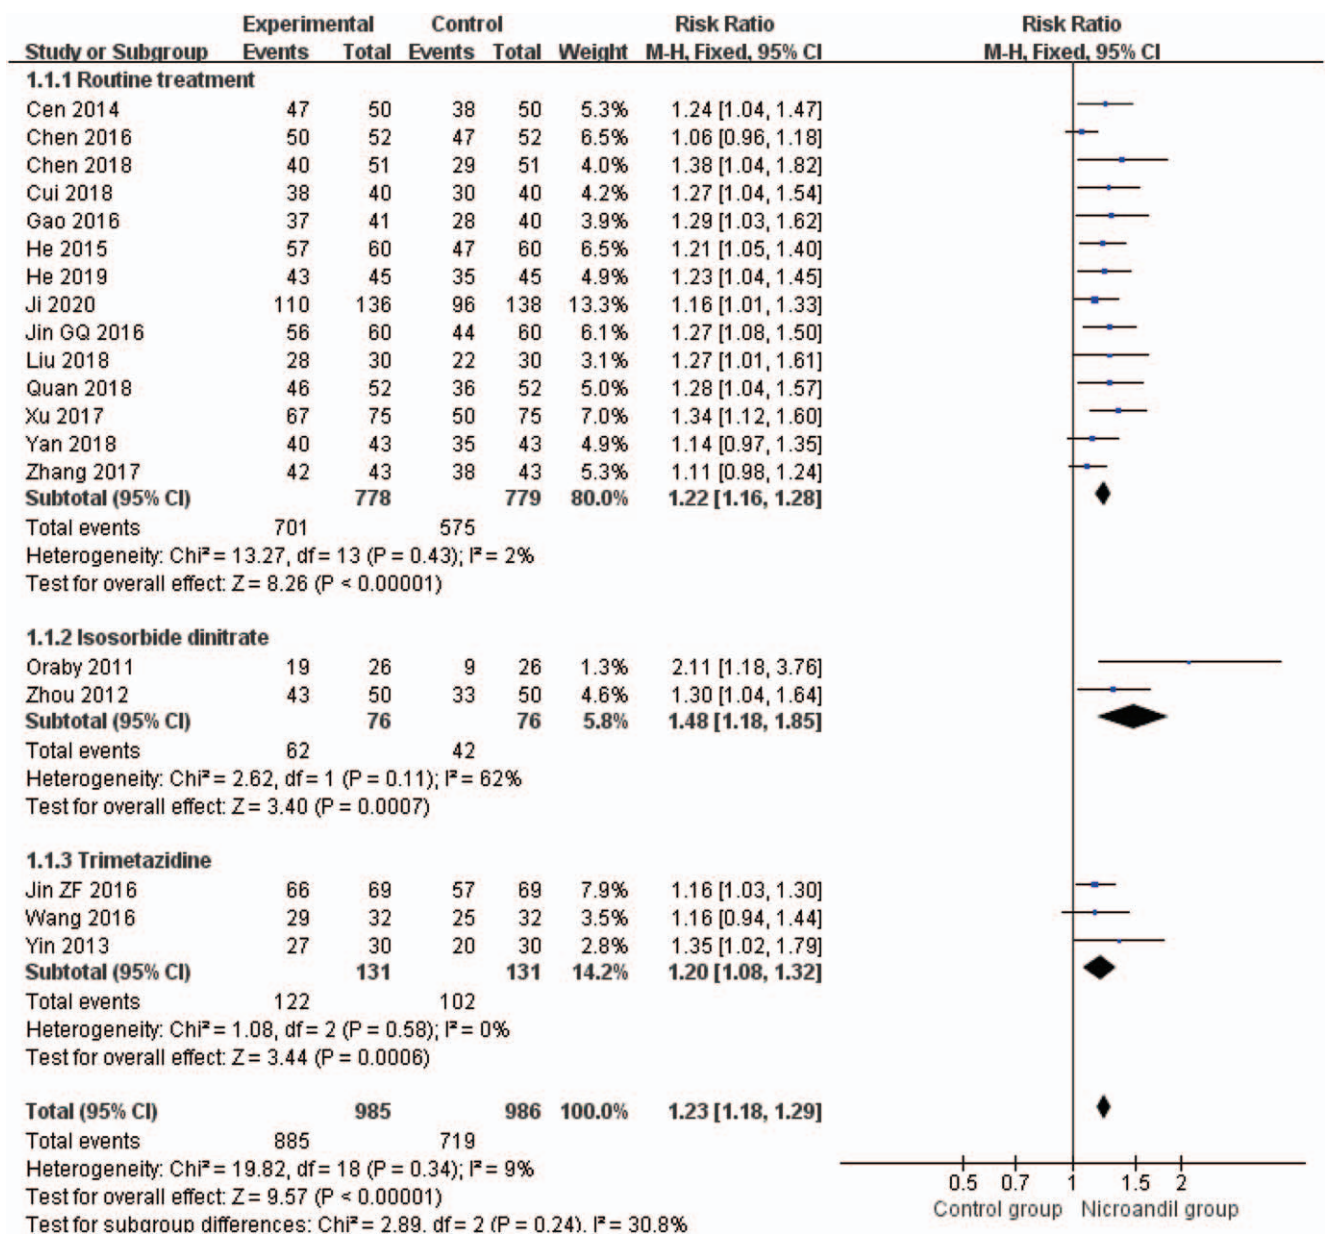 Experimental Control Risk Ratio Risk Ratio
Study or Subgroup Events Total Events Total Weight M-H, Fixed, 95% CI M-H, Fixed, 95% CI
1.1.1 Routine treatment
Cen 2014 47 50 38 50 5.3% 1.24 [1.04, 1.47]
Chen 2016 50 52 47 52 6.5% 1.06 [0.96, 1.18]
Chen 2018 40 51 29 51 4.0% 1.38 [1.04, 1.82]
Cui 2018 38 40 30 40 4.2% 1.27 [1.04, 1.54]
Gao 2016 37 41 28 40 3.9% 1.29 [1.03, 1.62]
He 2015 57 60 47 60 6.5% 1.21 [1.05, 1.40]
He 2019 43 45 35 45 4.9% 1.23 [1.04, 1.45]
Ji 2020 110 136 96 138 13.3% 1.16 [1.01, 1.33]
Jin GQ 2016 56 60 44 60 6.1% 1.27 [1.08, 1.50]
Liu 2018 28 30 22 30 3.1% 1.27 [1.01, 1.61]
Quan 2018 46 52 36 52 5.0% 1.28 [1.04, 1.57]
Xu 2017 67 75 50 75 7.0% 1.34 [1.12, 1.60]
Yan 2018 40 43 35 43 4.9% 1.14 [0.97, 1.35]
Zhang 2017 42 43 38 43 5.3% 1.11 [0.98, 1.24]
Subtotal (95% CI) 778 779 80.0% 1.22 [1.16, 1.28]
Total events 701 575
Heterogeneity: Chi² = 13.27, df = 13 (P = 0.43); I² = 2%
Test for overall effect: Z = 8.26 (P < 0.00001)
1.1.2 Isosorbide dinitrate
Oraby 2011 19 26 9 26 1.3% 2.11 [1.18, 3.76]
Zhou 2012 43 50 33 50 4.6% 1.30 [1.04, 1.64]
Subtotal (95% CI) 76 76 5.8% 1.48 [1.18, 1.85]
Total events 62 42
Heterogeneity: Chi² = 2.62, df = 1 (P = 0.11); I² = 62%
Test for overall effect: Z = 3.40 (P = 0.0007)
1.1.3 Trimetazidine
Jin ZF 2016 66 69 57 69 7.9% 1.16 [1.03, 1.30]
Wang 2016 29 32 25 32 3.5% 1.16 [0.94, 1.44]
Yin 2013 27 30 20 30 2.8% 1.35 [1.02, 1.79]
Subtotal (95% CI) 131 131 14.2% 1.20 [1.08, 1.32]
Total events 122 102
Heterogeneity: Chi² = 1.08, df = 2 (P = 0.58); I² = 0%
Test for overall effect: Z = 3.44 (P = 0.0006)
Total (95% CI) 985 986 100.0% 1.23 [1.18, 1.29]
Total events 885 719
Heterogeneity: Chi² = 19.82, df = 18 (P = 0.34); I² = 9%
Test for overall effect: Z = 9.57 (P < 0.00001)
Test for subgroup differences: Chi² = 2.89, df = 2 (P = 0.24), I² = 30.8%
0.5 0.7 1 1.5 2
Control group Nicroandil group